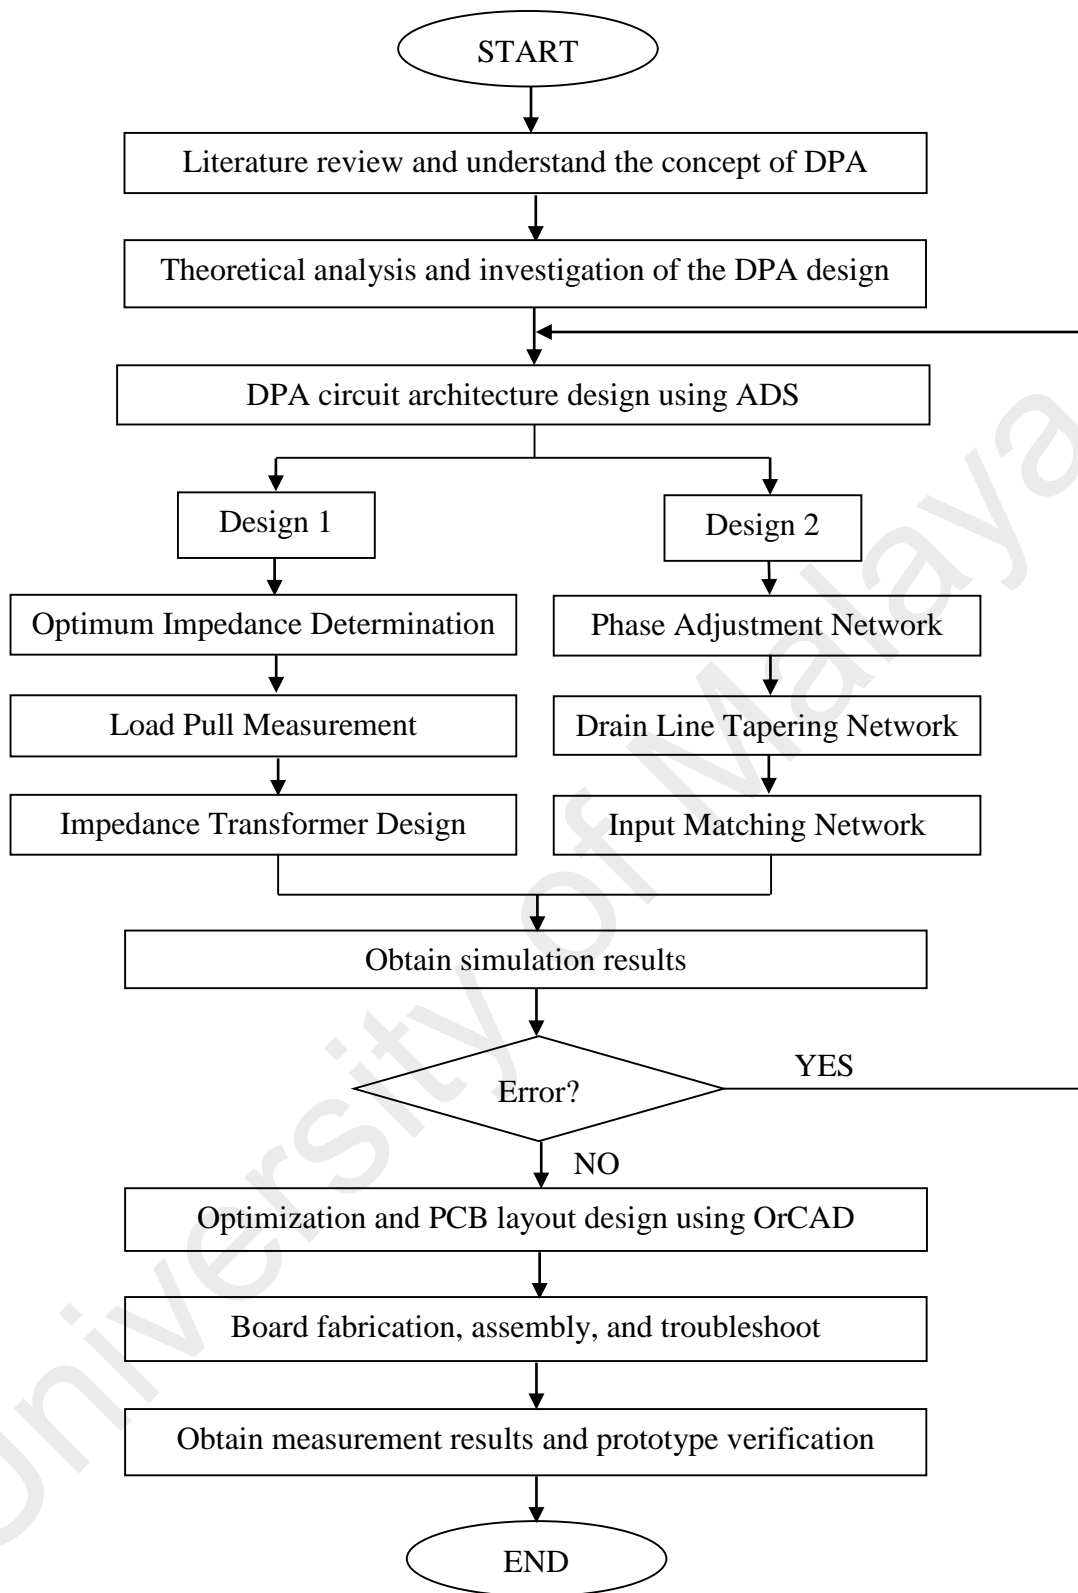 START
Literature review and understand the concept of DPA
Theoretical analysis and investigation of the DPA design
DPA circuit architecture design using ADS
Design 1
Design 2
Optimum Impedance Determination
Phase Adjustment Network
Load Pull Measurement
Drain Line Tapering Network
Impedance Transformer Design
Input Matching Network
Obtain simulation results
Error?
YES
NO
Optimization and PCB layout design using OrCAD
Board fabrication, assembly, and troubleshoot
Obtain measurement results and prototype verification
END
University of Malaya